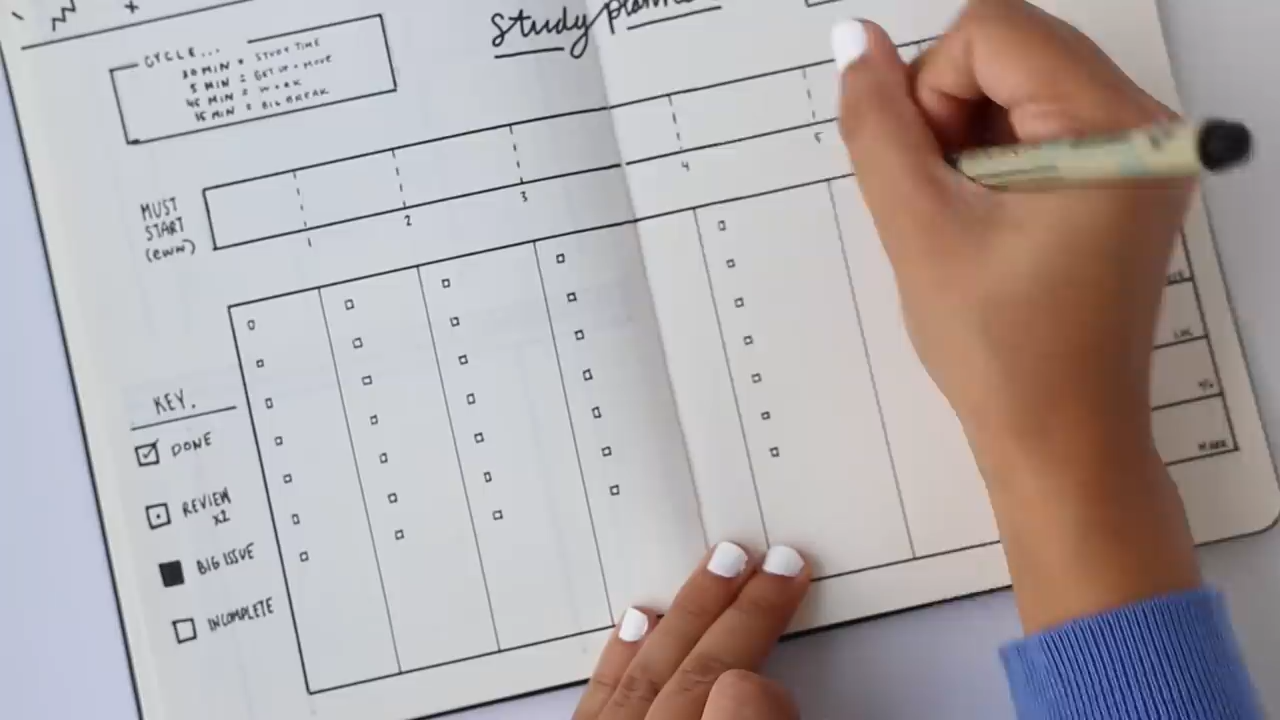 Study planner
CYCLE...
30 MIN = STUDY TIME
5 MIN = GET UP + MOVE
45 MIN = WORK
15 MIN = BIG BREAK
MUST
START
(eww)
1
2
3
4
5
KEY.
DONE
REVIEW
x2
BIG ISSUE
INCOMPLETE